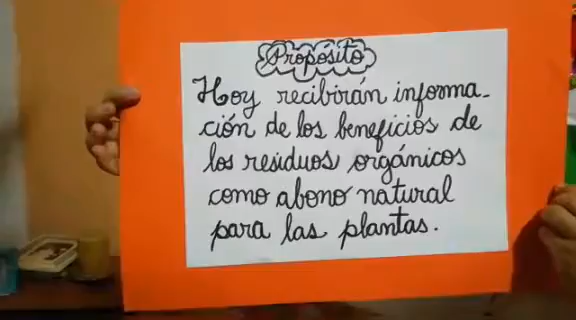 Propósito
Hoy recibirán informa-
ción de los beneficios de
los residuos orgánicos
como abono natural
para las plantas.